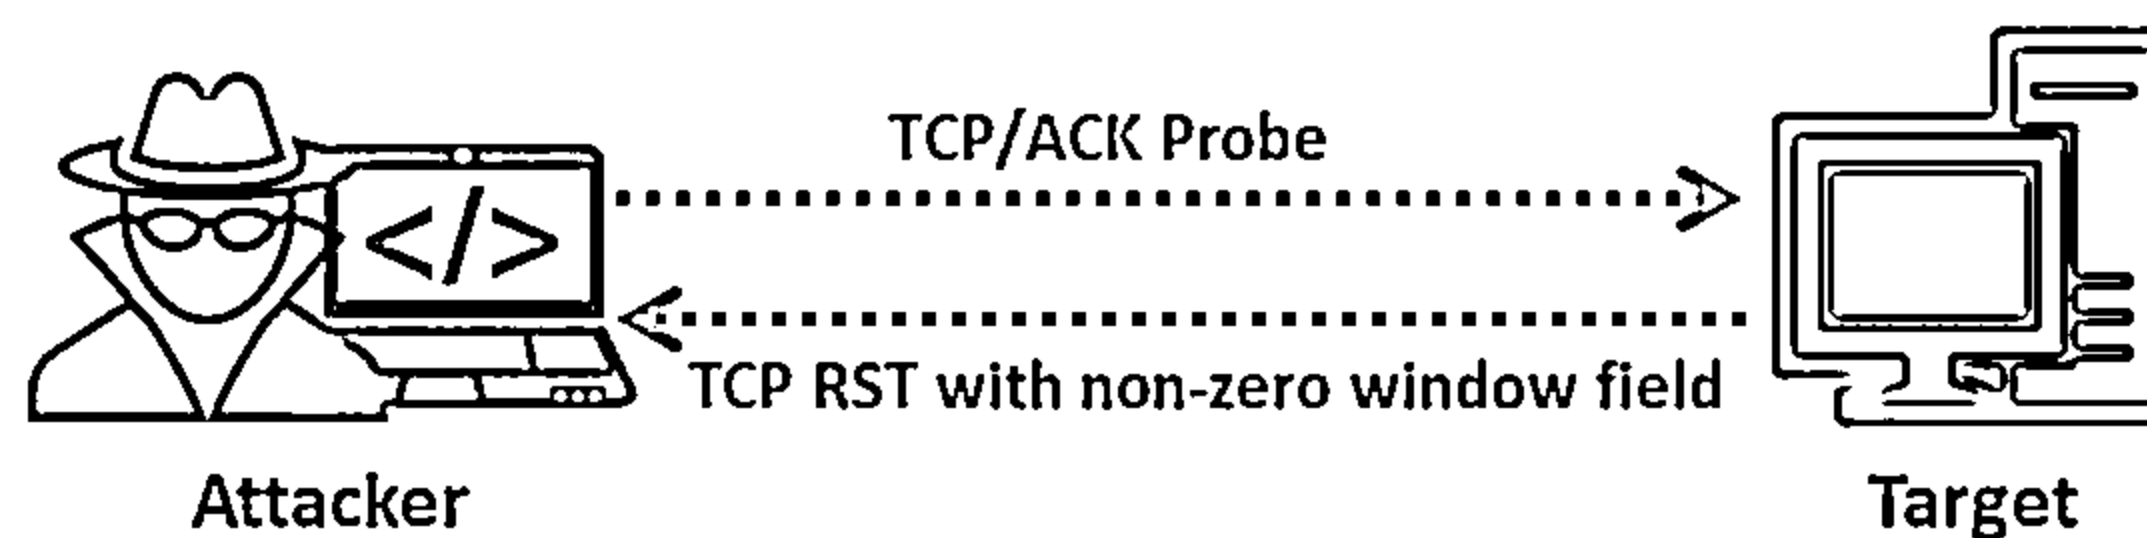 TCP/ACK Probe
</>
TCP RST with non-zero window field
Attacker
Target